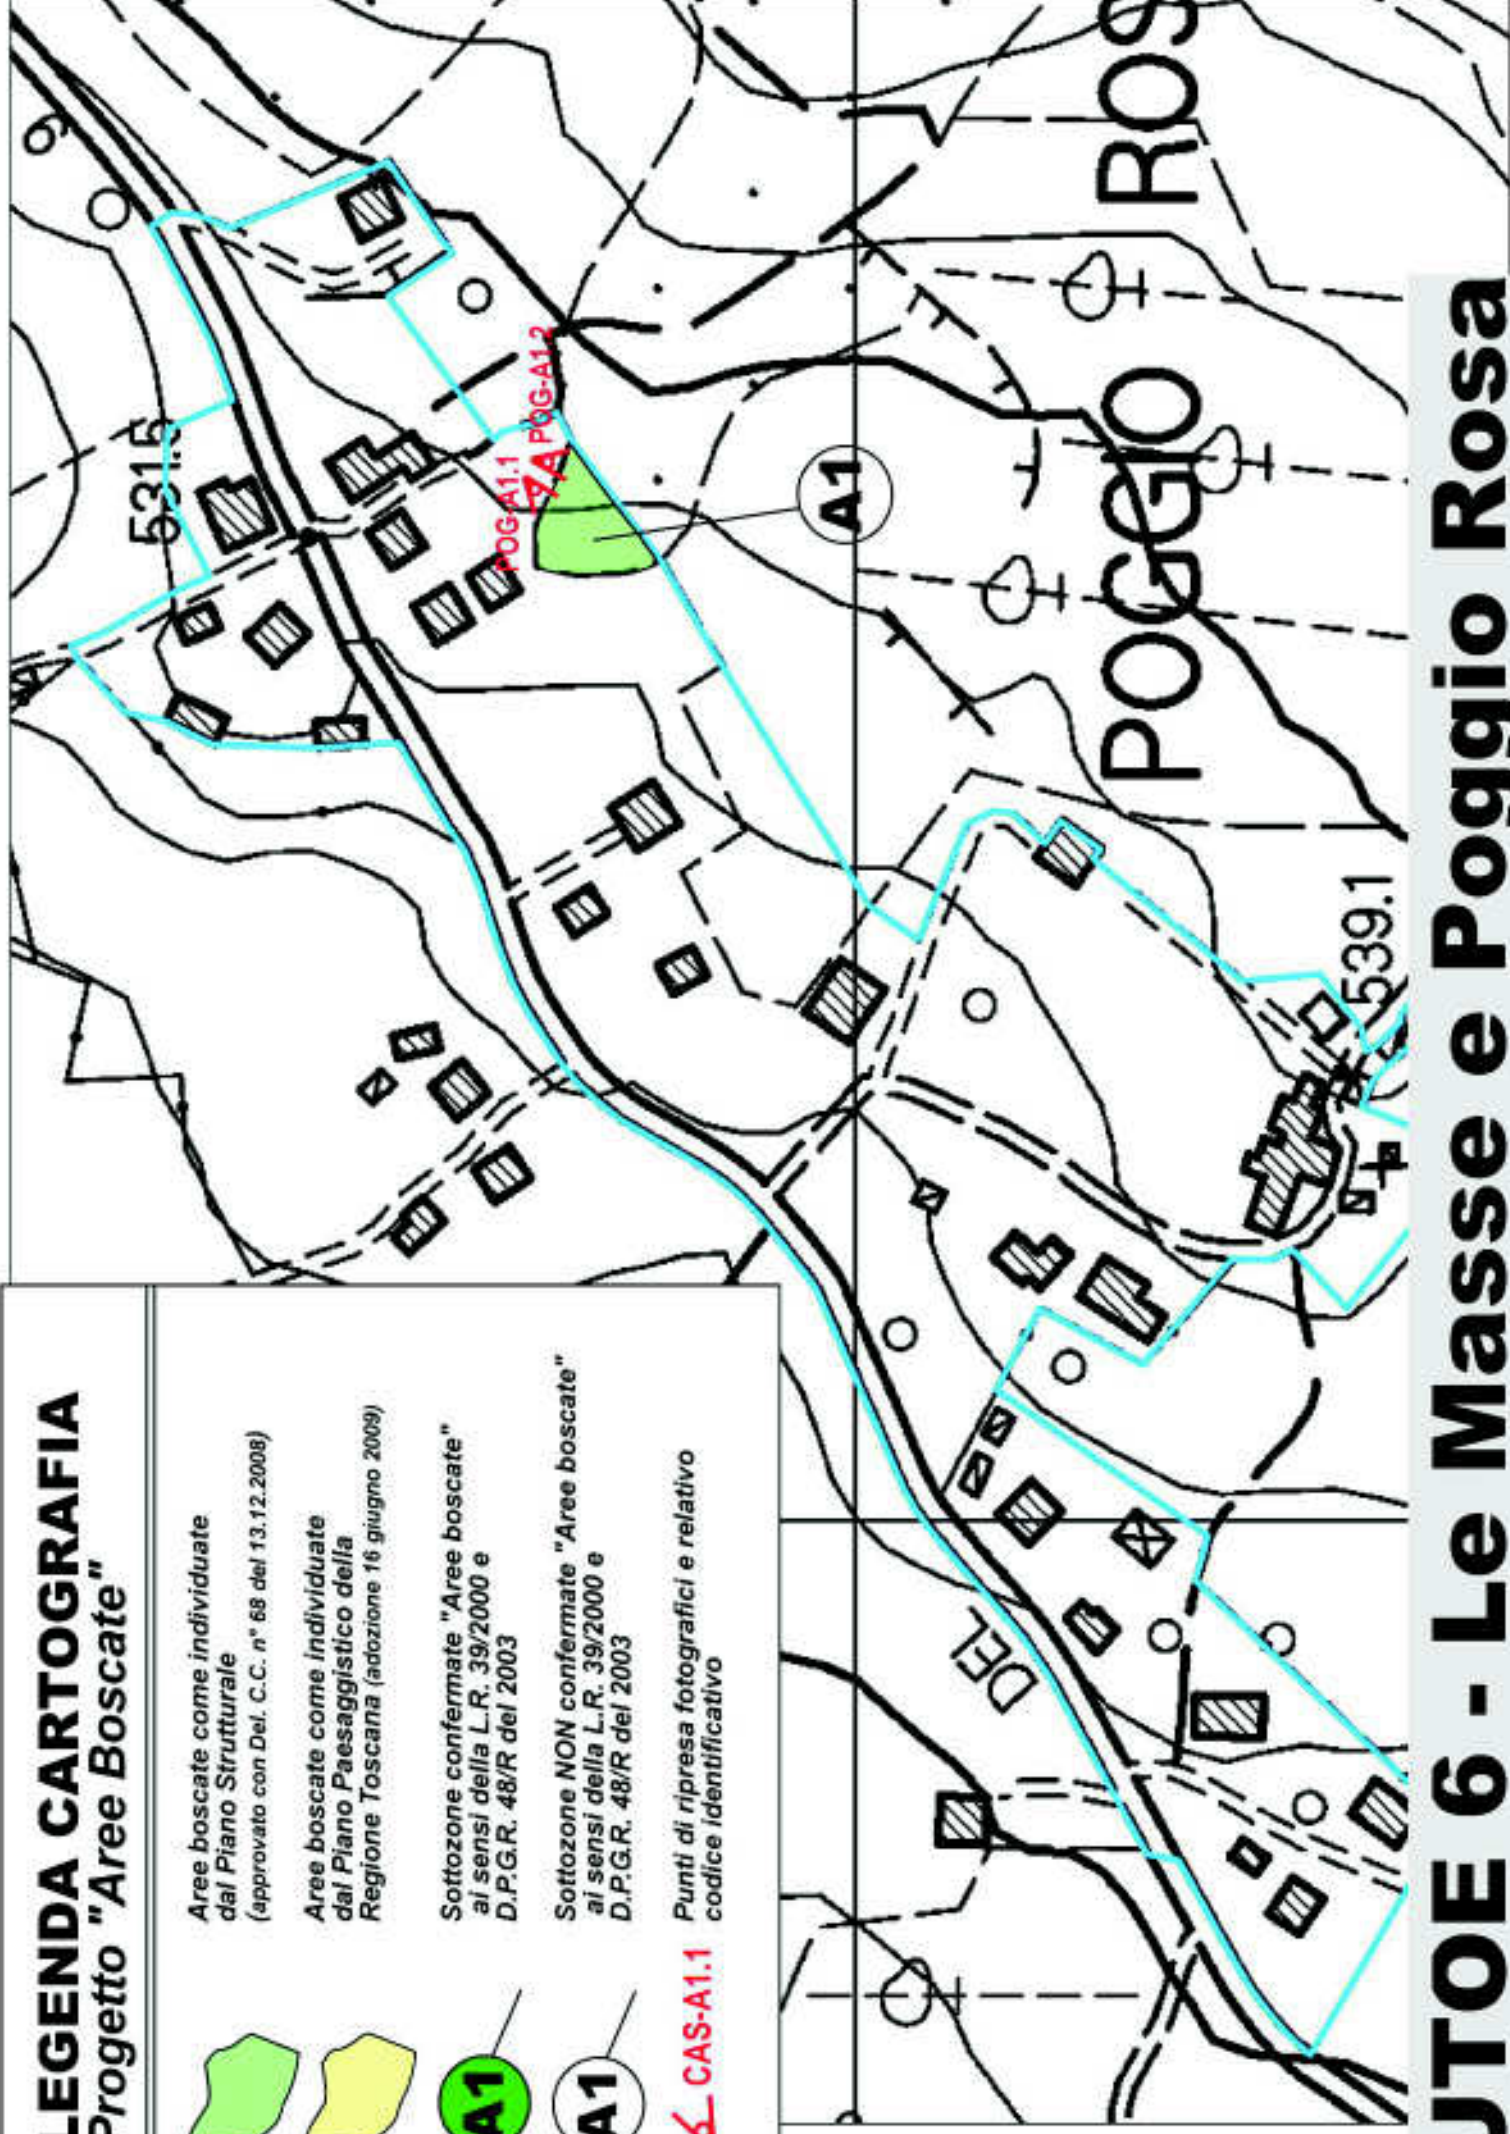 LEGENDA CARTOGRAFIA
Progetto "Aree Boscate"
Aree boscate come individuate
dal Piano Strutturale
(approvato con Del. C.C. n° 68 del 13.12.2008)
Aree boscate come individuate
dal Piano Paesaggistico della
Regione Toscana (adozione 16 giugno 2009)
A1
Sottozone confermate "Aree boscate"
ai sensi della L.R. 39/2000 e
D.P.G.R. 48/R del 2003
A1
Sottozone NON confermate "Aree boscate"
ai sensi della L.R. 39/2000 e
D.P.G.R. 48/R del 2003
CAS-A1.1
Punti di ripresa fotografici e relativo
codice identificativo
6
531.5
POG-A1.1
POG-A1.2
A1
POGGIO ROS
539.1
DEL
UTOE 6 - Le Masse e Poggio Rosa